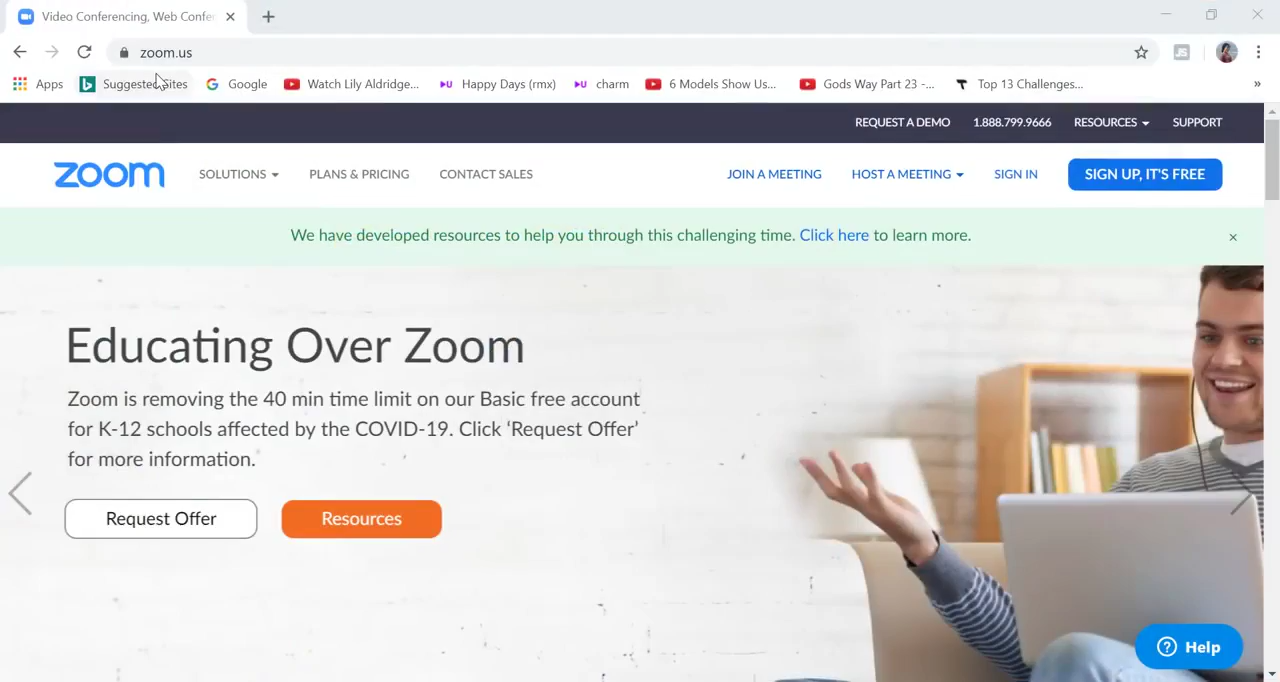 Video Conferencing, Web Confe
zoom.us
Apps
Suggested Sites
Google
Watch Lily Aldridge...
Happy Days (rmx)
charm
6 Models Show Us...
Gods Way Part 23 -...
Top 13 Challenges...
»
REQUEST A DEMO
1.888.799.9666
RESOURCES
SUPPORT
zoom
SOLUTIONS
PLANS & PRICING
CONTACT SALES
JOIN A MEETING
HOST A MEETING
SIGN IN
SIGN UP, IT'S FREE
We have developed resources to help you through this challenging time. Click here to learn more.
Educating Over Zoom
Zoom is removing the 40 min time limit on our Basic free account
for K-12 schools affected by the COVID-19. Click ‘Request Offer’
for more information.
Request Offer
Resources
Help